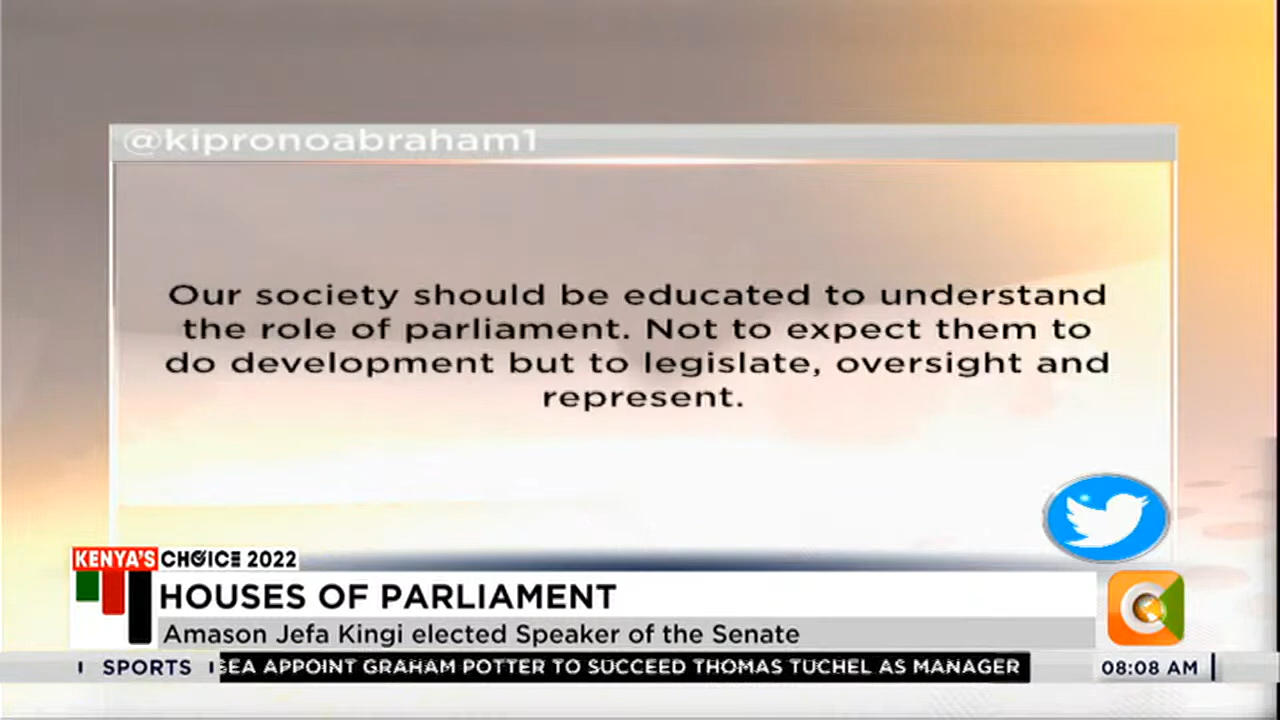 @kipronoabraham1
Our society should be educated to understand
the role of parliament. Not to expect them to
do development but to legislate, oversight and
represent.
KENYA'S CHOICE 2022
HOUSES OF PARLIAMENT
Amason Jefa Kingi elected Speaker of the Senate
SPORTS SEA APPOINT GRAHAM POTTER TO SUCCEED THOMAS TUCHEL AS MANAGER 08:08 AM